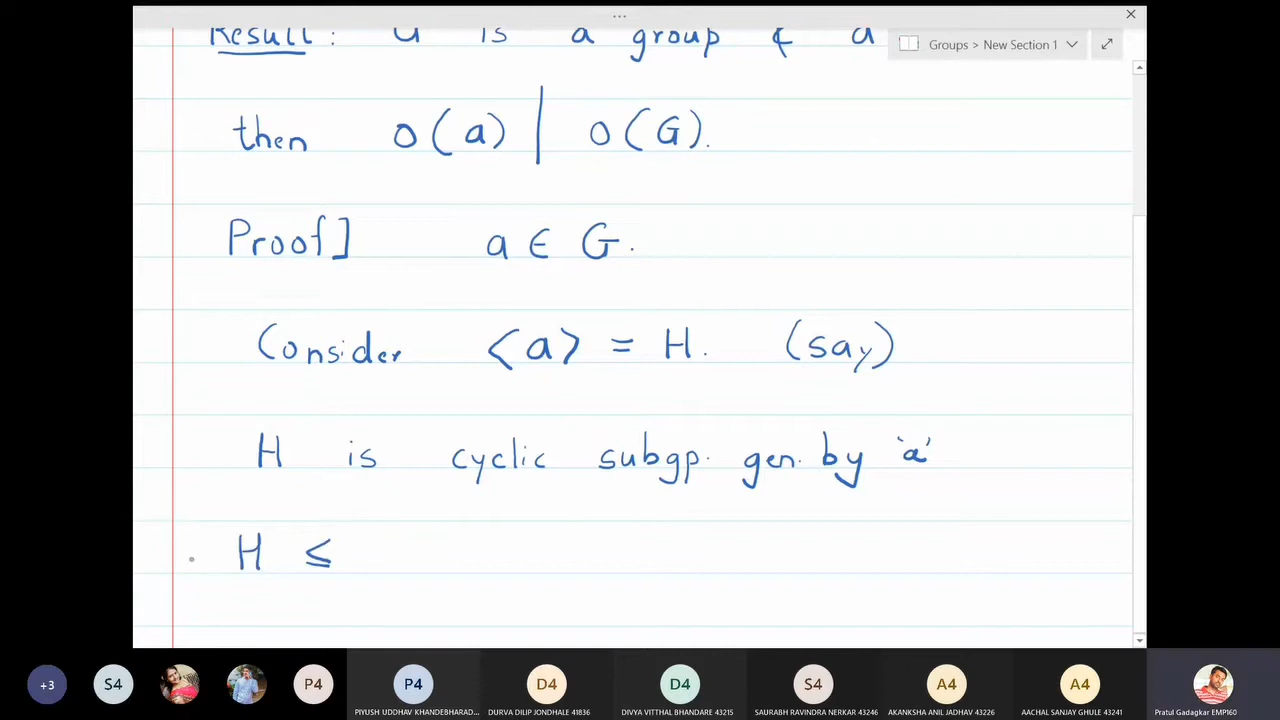 Result: G is a group & a
Groups > New Section 1
then o(a) | o(G).
Proof] a ∈ G.
Consider <a> = H. (say)
H is cyclic subgp. gen. by 'a'
H ≤
+3 S4 P4 P4 D4 D4 S4 A4 A4
PIYUSH UDDHAV KHANDEBHARAD... DURVA DILIP JONDHALE 41836 DIVYA VITTHAL BHANDARE 43215 SAURABH RAVINDRA NERKAR 43246 AKANKSHA ANIL JADHAV 43226 AACHAL SANJAY GHULE 43241 Pratul Gadagkar EMP160